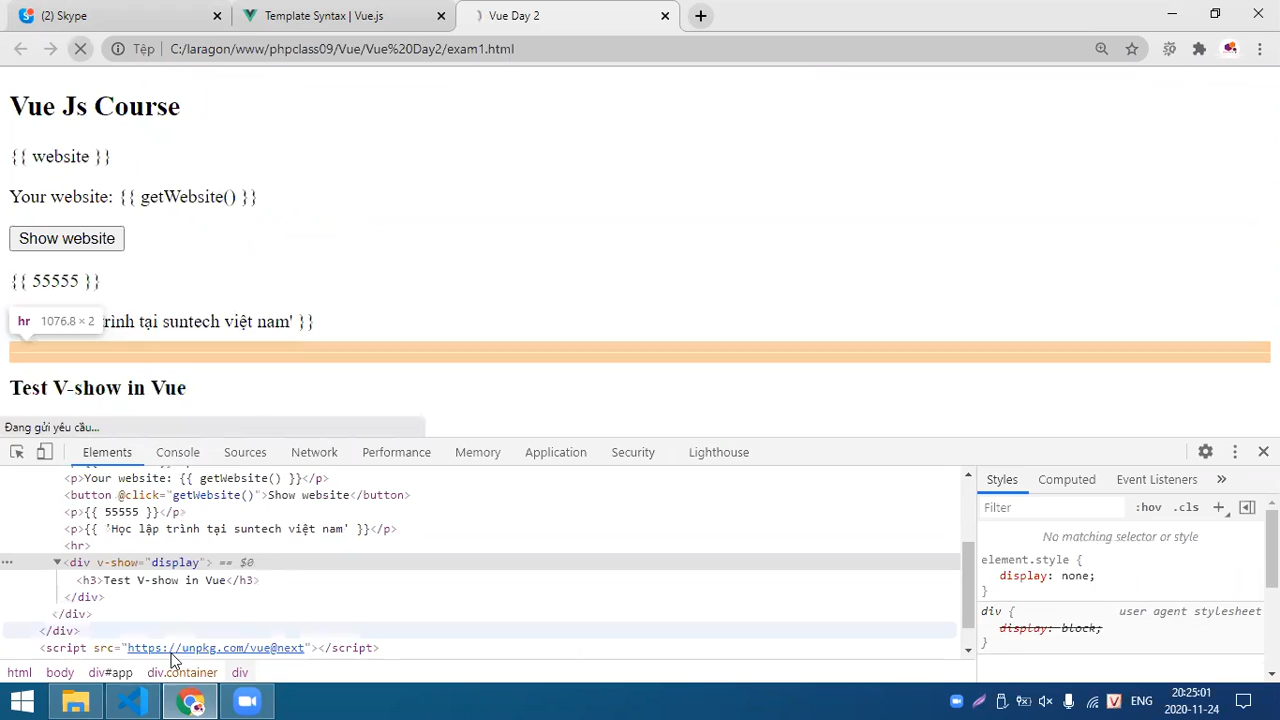 (2) Skype
Template Syntax | Vue.js
Vue Day 2
Tệp
C:/laragon/www/phpclass09/Vue/Vue%20Day2/exam1.html
Vue Js Course
{{ website }}
Your website: {{ getWebsite() }}
Show website
{{ 55555 }}
hr 1076.8 × 2
trình tại suntech việt nam' }}
Test V-show in Vue
Đang gửi yêu cầu...
Elements Console Sources Network Performance Memory Application Security Lighthouse
<p>Your website: {{ getWebsite() }}</p>
<button @click="getWebsite()">Show website</button>
<p>{{ 55555 }}</p>
<p>{{ 'Học lập trình tại suntech việt nam' }}</p>
<hr>
<div v-show="display"> == $0
<h3>Test V-show in Vue</h3>
</div>
</div>
</div>
<script src="https://unpkg.com/vue@next"></script>
html body div#app div.container div
Styles Computed Event Listeners
Filter :hov .cls
No matching selector or style
element.style {
display: none;
}
div { user agent stylesheet
display: block;
}
ENG
20:25:01
2020-11-24